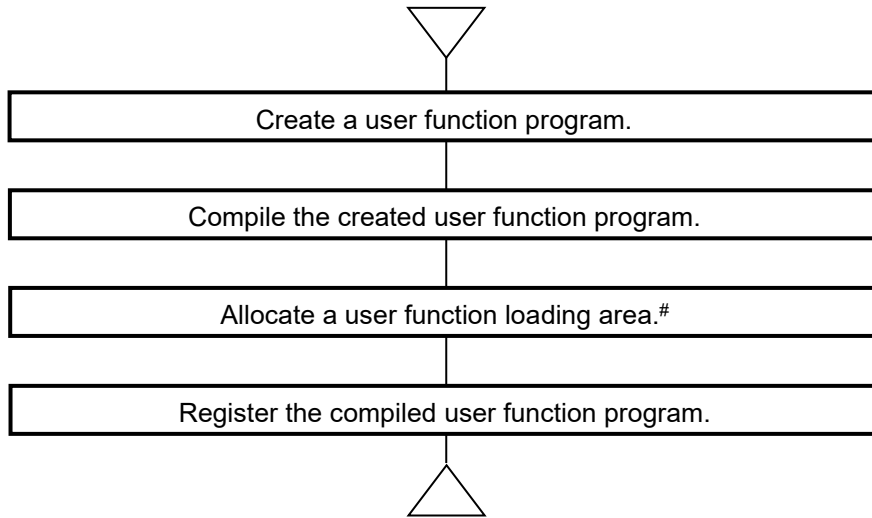 Create a user function program.
Compile the created user function program.
Allocate a user function loading area.#
Register the compiled user function program.